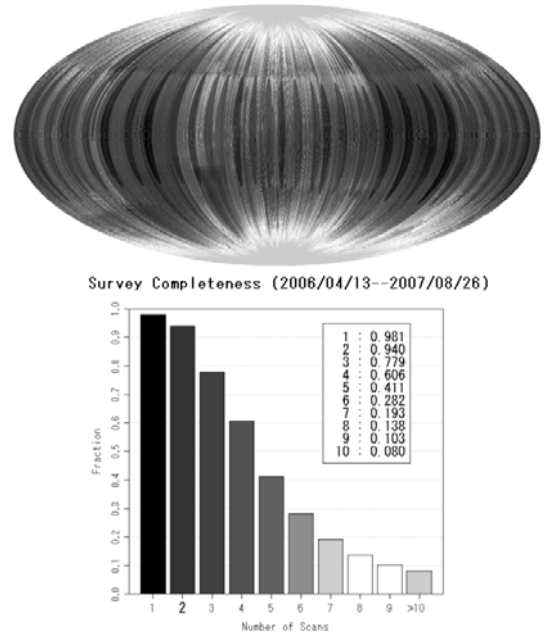 Survey Completeness (2006/04/13--2007/08/26)
1.0
0.9
0.8
0.7
0.6
0.5
0.4
0.3
0.2
0.1
0.0
Fraction
1 : 0.981
2 : 0.940
3 : 0.779
4 : 0.606
5 : 0.411
6 : 0.282
7 : 0.193
8 : 0.138
9 : 0.103
10 : 0.080
1 2 3 4 5 6 7 8 9 >10
Number of Scans